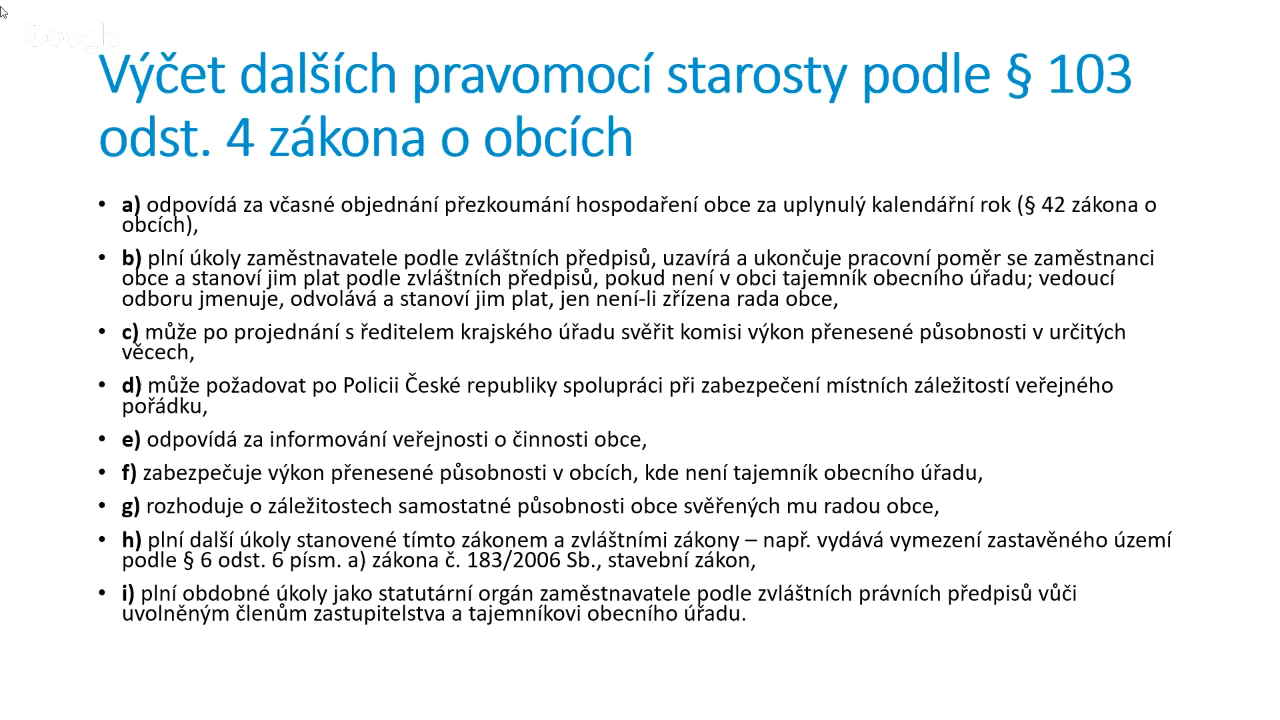 Google
Výčet dalších pravomocí starosty podle § 103
odst. 4 zákona o obcích
• a) odpovídá za včasné objednání přezkoumání hospodaření obce za uplynulý kalendářní rok (§ 42 zákona o
obcích),
• b) plní úkoly zaměstnavatele podle zvláštních předpisů, uzavírá a ukončuje pracovní poměr se zaměstnanci
obce a stanoví jim plat podle zvláštních předpisů, pokud není v obci tajemník obecního úřadu; vedoucí
odboru jmenuje, odvolává a stanoví jim plat, jen není-li zřízena rada obce,
• c) může po projednání s ředitelem krajského úřadu svěřit komisi výkon přenesené působnosti v určitých
věcech,
• d) může požadovat po Policii České republiky spolupráci při zabezpečení místních záležitostí veřejného
pořádku,
• e) odpovídá za informování veřejnosti o činnosti obce,
• f) zabezpečuje výkon přenesené působnosti v obcích, kde není tajemník obecního úřadu,
• g) rozhoduje o záležitostech samostatné působnosti obce svěřených mu radou obce,
• h) plní další úkoly stanovené tímto zákonem a zvláštními zákony – např. vydává vymezení zastavěného území
podle § 6 odst. 6 písm. a) zákona č. 183/2006 Sb., stavební zákon,
• i) plní obdobné úkoly jako statutární orgán zaměstnavatele podle zvláštních právních předpisů vůči
uvolněným členům zastupitelstva a tajemníkovi obecního úřadu.